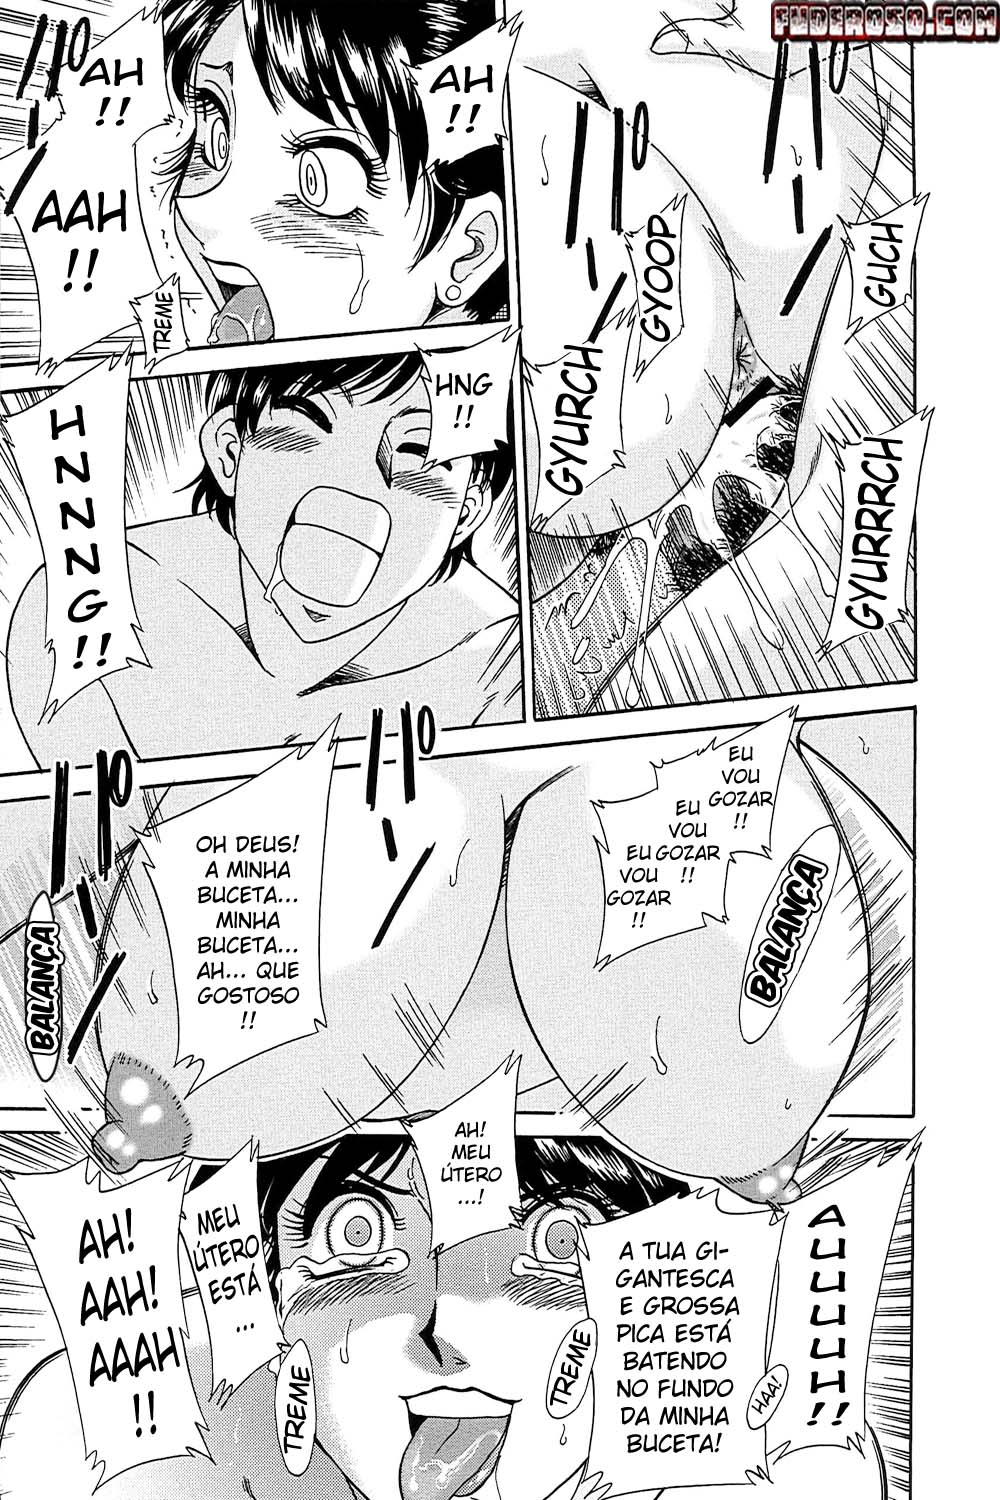 FUDEROSO.COM
GUCH
GYOOP
GYURCH
GYURRRCH
AH
!!
AH
!!
AAH
!!
TREME
HNG
!!
HNNNG!!
EU
VOU
GOZAR
!!
EU
VOU
GOZAR
!!
EU
VOU
GOZAR
!!
BALANÇA
OH DEUS!
A MINHA
BUCETA...
MINHA
BUCETA...
AH... QUE
GOSTOSO
!!
BALANÇA
AUUUUH!!
HAA!
A TUA GI-
GANTESCA
E GROSSA
PICA ESTÁ
BATENDO
NO FUNDO
DA MINHA
BUCETA!
TREME
AH!
MEU
ÚTERO
...!
MEU
ÚTERO
ESTÁ
...
TREME
AH!
AAH!
AAAH
!!